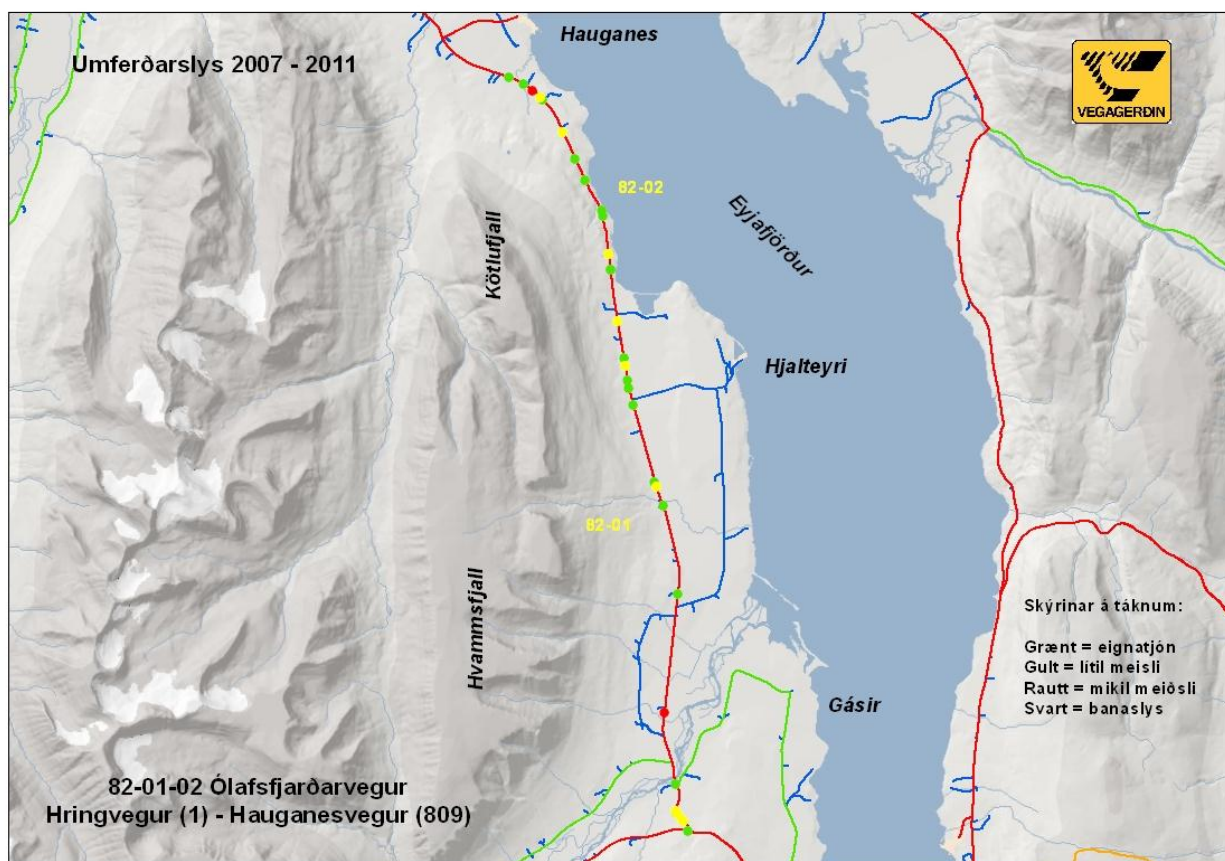 Umferðarslys 2007 - 2011
Hauganes
VEGAGERÐIN
82-02
Eyjafjörður
Kötlufjall
Hjalteyri
82-01
Hvammsfjall
Gásir
Skýrinar á táknum:
Grænt = eignatjón
Gult = lítil meisli
Rautt = mikil meiðsli
Svart = banaslys
82-01-02 Ólafsfjarðarvegur
Hringvegur (1) - Hauganesvegur (809)